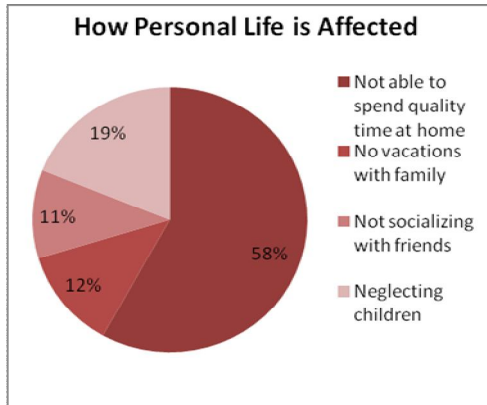 How Personal Life is Affected
Not able to
spend quality
time at home
No vacations
with family
Not socializing
with friends
Neglecting
children
19%
11%
12%
58%